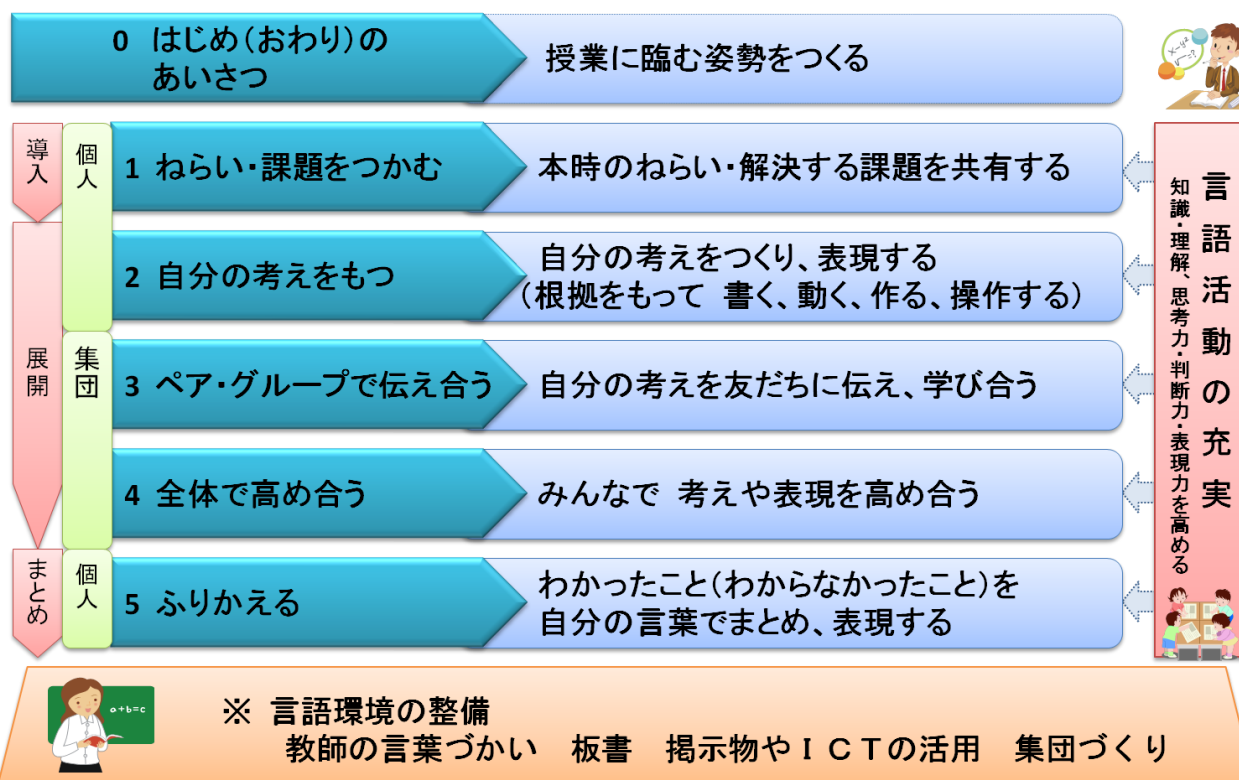 0 はじめ(おわり)の
あいさつ
授業に臨む姿勢をつくる
導入
個人
1 ねらい・課題をつかむ
本時のねらい・解決する課題を共有する
2 自分の考えをもつ
自分の考えをつくり、表現する
(根拠をもって 書く、動く、作る、操作する)
展開
集団
3 ペア・グループで伝え合う
自分の考えを友だちに伝え、学び合う
4 全体で高め合う
みんなで 考えや表現を高め合う
まとめ
個人
5 ふりかえる
わかったこと(わからなかったこと)を
自分の言葉でまとめ、表現する
言語活動の充実
知識・理解、思考力・判断力・表現力を高める
a+b=c
※ 言語環境の整備
教師の言葉づかい 板書 掲示物やICTの活用 集団づくり